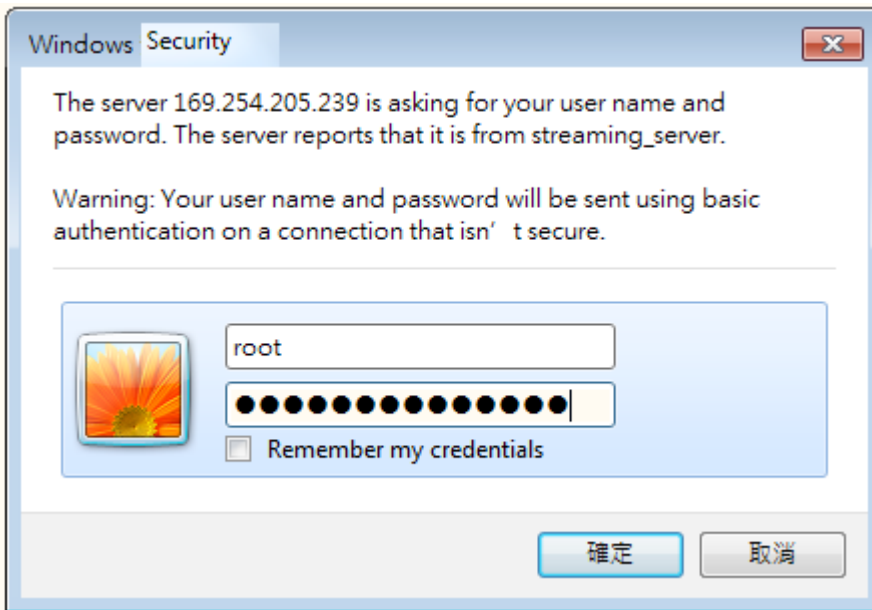 Windows Security
The server 169.254.205.239 is asking for your user name and
password. The server reports that it is from streaming_server.
Warning: Your user name and password will be sent using basic
authentication on a connection that isn’ t secure.
root
●●●●●●●●●●●●●●
Remember my credentials
確定 取消